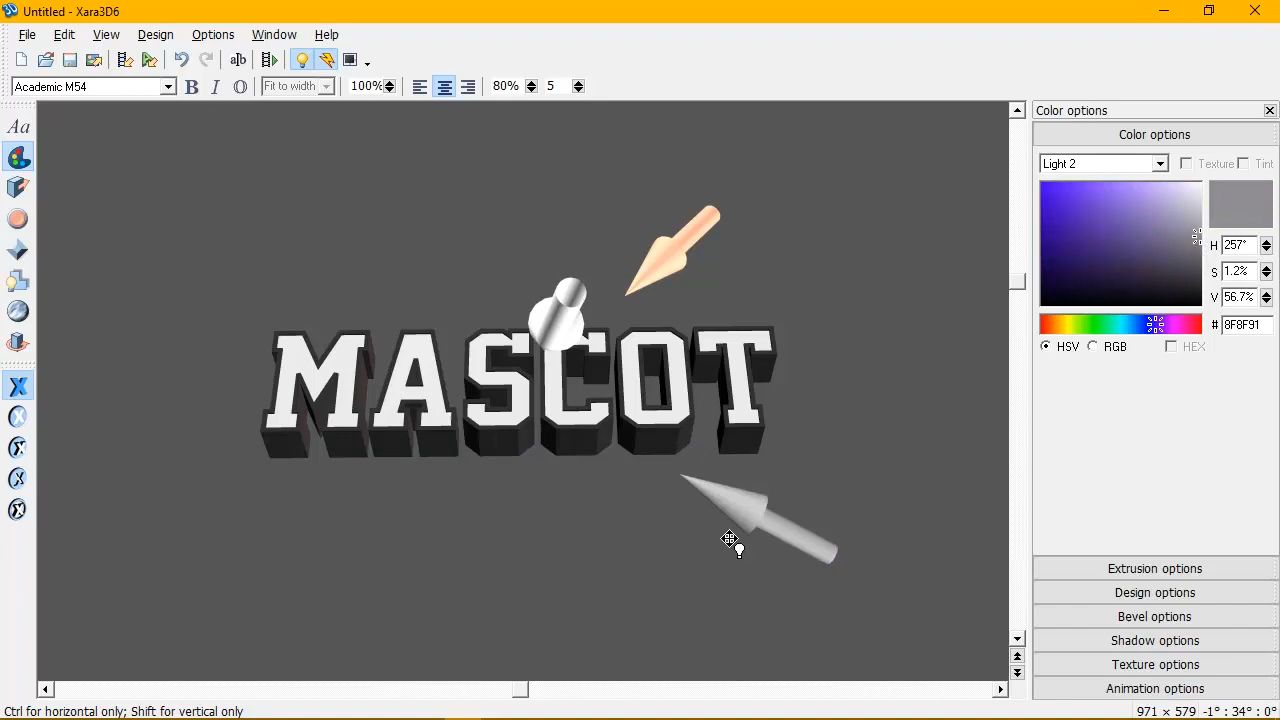 Untitled - Xara3D6
File Edit View Design Options Window Help
Academic M54 B I O Fit to width 100% 80% 5
Aa
Color options
Color options
Light 2 Texture Tint
H 257°
S 1.2%
V 56.7%
# 8F8F91
HSV RGB HEX
MASCOT
X
X
X
X
X
Extrusion options
Design options
Bevel options
Shadow options
Texture options
Animation options
Ctrl for horizontal only; Shift for vertical only 971 × 579 -1° : 34° : 0°